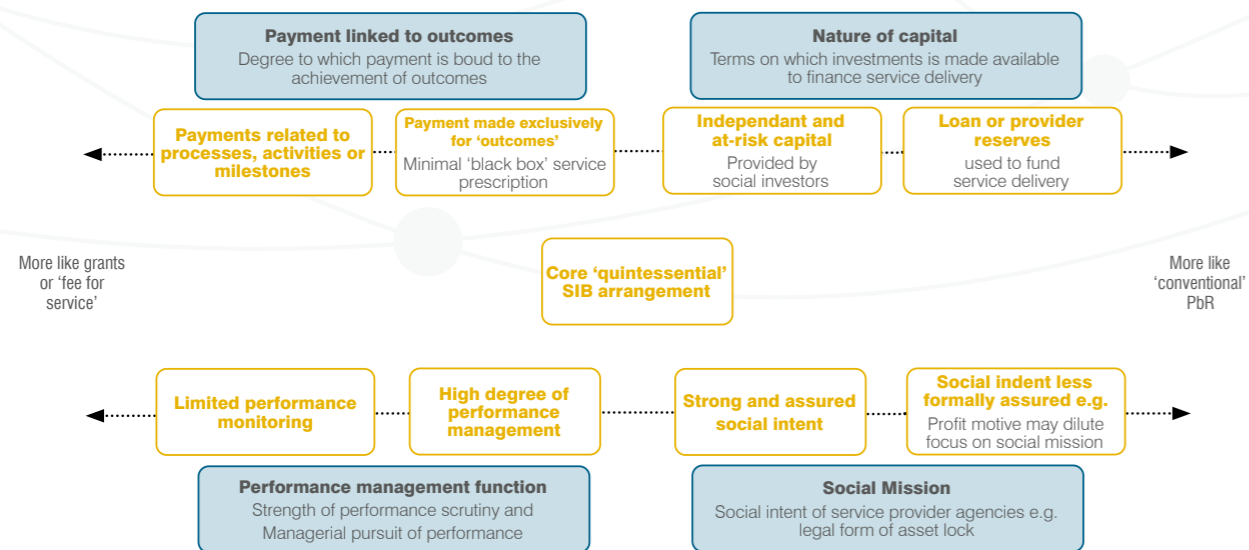 Payment linked to outcomes
Degree to which payment is boud to the
achievement of outcomes
Nature of capital
Terms on which investments is made available
to finance service delivery
Payments related to
processes, activities or
milestones
Payment made exclusively
for ‘outcomes’
Minimal ‘black box’ service
prescription
Independant and
at-risk capital
Provided by
social investors
Loan or provider
reserves
used to fund
service delivery
More like grants
or ‘fee for
service’
Core ‘quintessential’
SIB arrangement
More like
‘conventional’
PbR
Limited performance
monitoring
High degree of
performance
management
Strong and assured
social intent
Social indent less
formally assured e.g.
Profit motive may dilute
focus on social mission
Performance management function
Strength of performance scrutiny and
Managerial pursuit of performance
Social Mission
Social intent of service provider agencies e.g.
legal form of asset lock